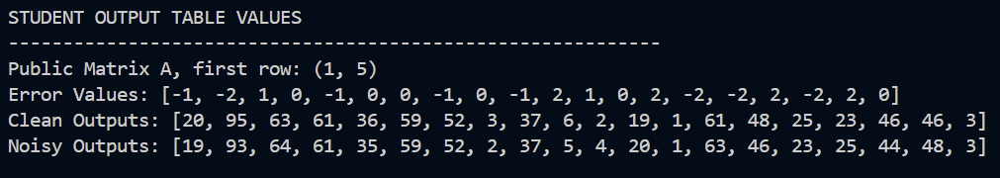 STUDENT OUTPUT TABLE VALUES
------------------------------------------------------------
Public Matrix A, first row: (1, 5)
Error Values: [-1, -2, 1, 0, -1, 0, 0, -1, 0, -1, 2, 1, 0, 2, -2, -2, 2, -2, 2, 0]
Clean Outputs: [20, 95, 63, 61, 36, 59, 52, 3, 37, 6, 2, 19, 1, 61, 48, 25, 23, 46, 46, 3]
Noisy Outputs: [19, 93, 64, 61, 35, 59, 52, 2, 37, 5, 4, 20, 1, 63, 46, 23, 25, 44, 48, 3]